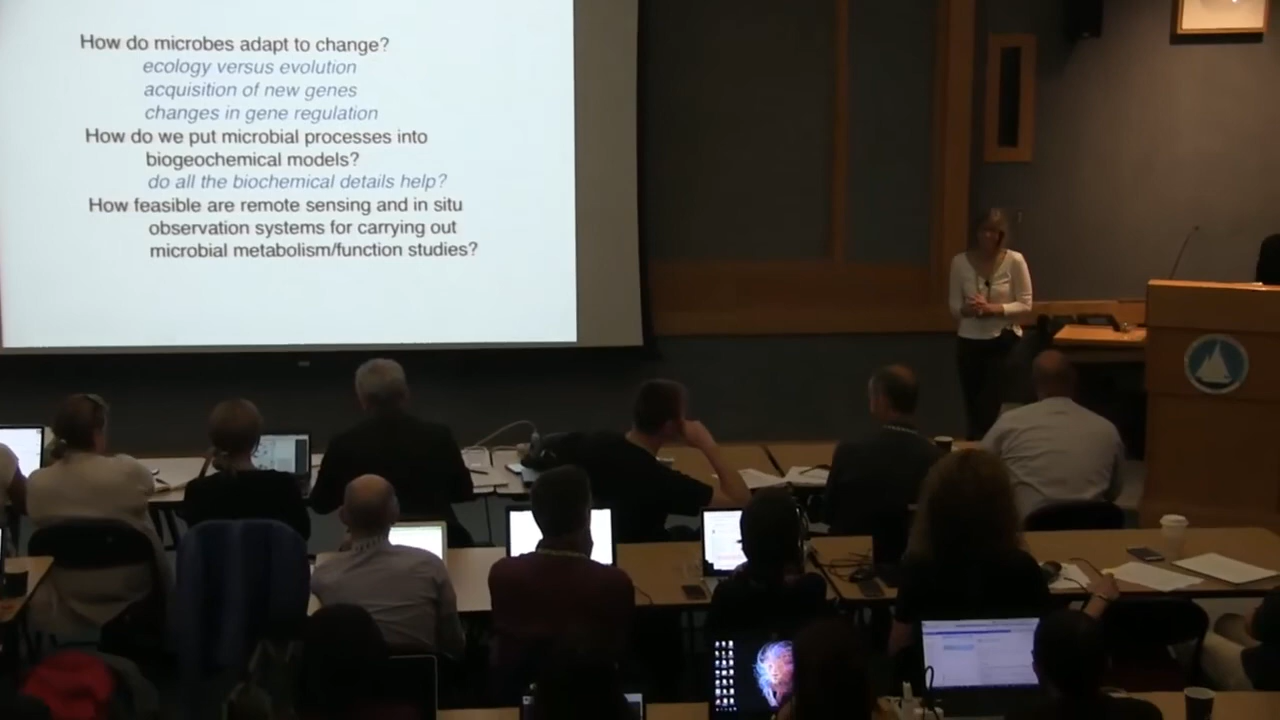 How do microbes adapt to change?
ecology versus evolution
acquisition of new genes
changes in gene regulation
How do we put microbial processes into
biogeochemical models?
do all the biochemical details help?
How feasible are remote sensing and in situ
observation systems for carrying out
microbial metabolism/function studies?